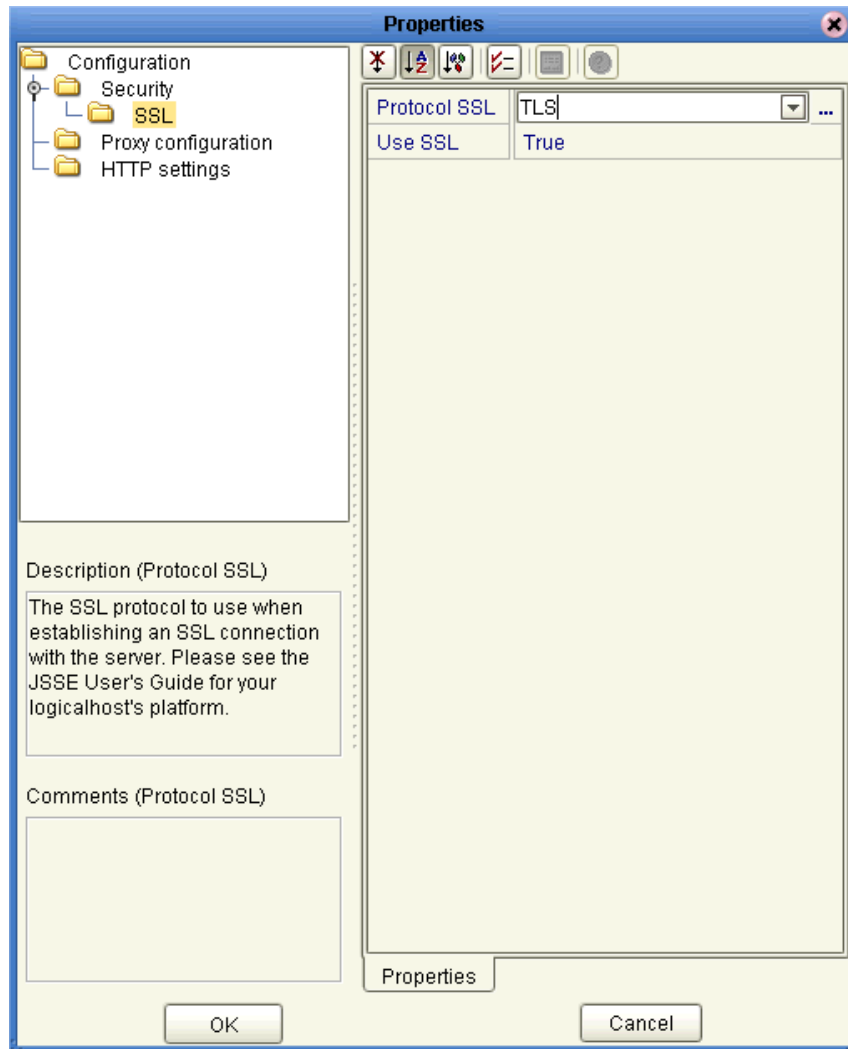 Properties
Configuration
Security
SSL
Proxy configuration
HTTP settings
Protocol SSL TLS ...
Use SSL True
Description (Protocol SSL)
The SSL protocol to use when
establishing an SSL connection
with the server. Please see the
JSSE User's Guide for your
logicalhost's platform.
Comments (Protocol SSL)
Properties
OK Cancel